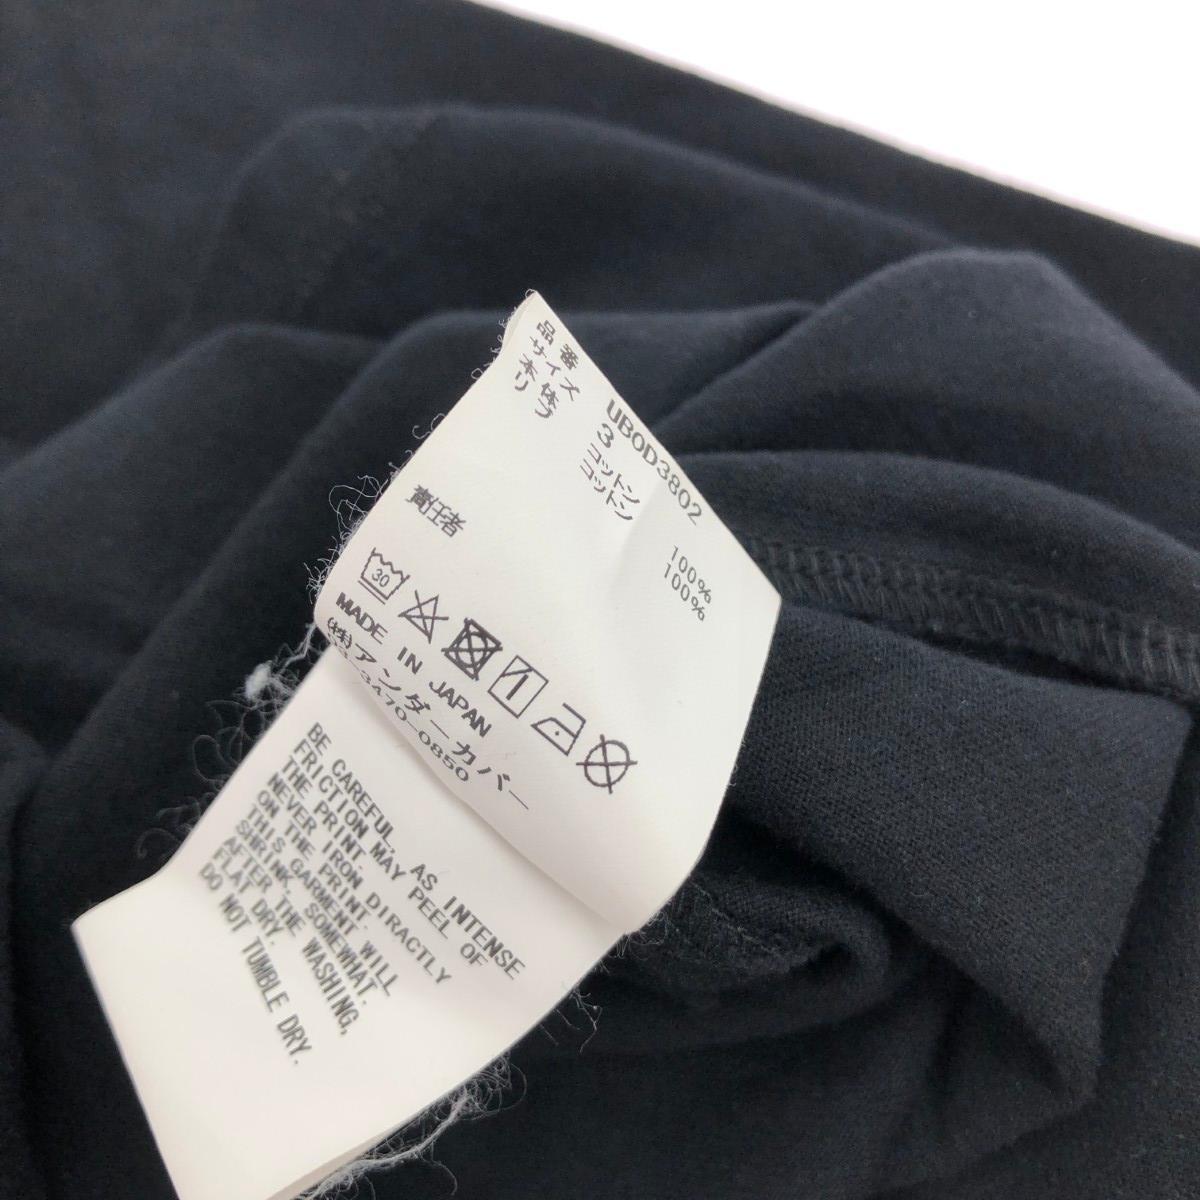 品番 UB0D3802
サイズ 3
本体 コットン 100%
リブ コットン 100%
責任者
30
MADE IN JAPAN
(株)アンダーカバー
3470-0850
BE CAREFUL, AS INTENSE
FRICTION MAY PEEL OF
THE PRINT.
NEVER IRON DIRACTLY
ON THE PRINT.
THIS GARMENT WILL
SHRINK SOMEWHAT
AFTER THE WASHING,
FLAT DRY.
DO NOT TUMBLE DRY.